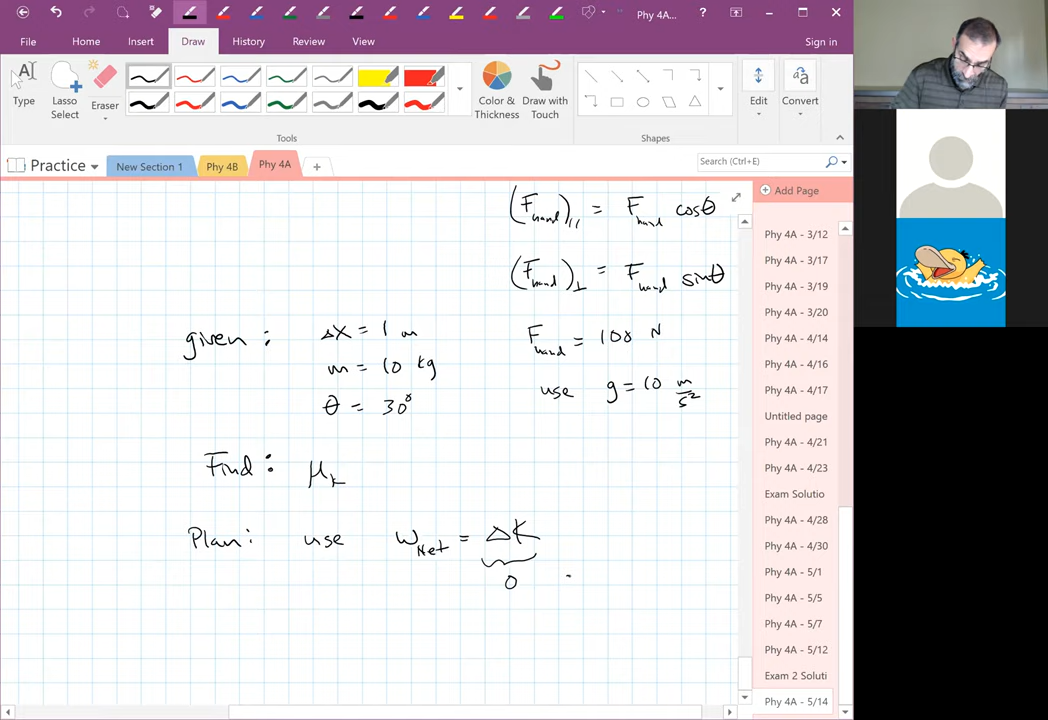 Phy 4A...
?
File
Home
Insert
Draw
History
Review
View
Sign in
Type
Lasso Select
Eraser
Color & Thickness
Draw with Touch
Edit
Convert
Tools
Shapes
Practice
New Section 1
Phy 4B
Phy 4A
+
Search (Ctrl+E)
Add Page
Phy 4A - 3/12
Phy 4A - 3/17
Phy 4A - 3/19
Phy 4A - 3/20
Phy 4A - 4/14
Phy 4A - 4/16
Phy 4A - 4/17
Untitled page
Phy 4A - 4/21
Phy 4A - 4/23
Exam Solutio
Phy 4A - 4/28
Phy 4A - 4/30
Phy 4A - 5/1
Phy 4A - 5/5
Phy 4A - 5/7
Phy 4A - 5/12
Exam 2 Soluti
Phy 4A - 5/14
(F_hand)_|| = F_hand cosθ
(F_hand)_⊥ = F_hand sinθ
given: Δx = 1 m
F_hand = 100 N
m = 10 kg
use g = 10 m/s²
θ = 30°
Find: μ_k
Plan: use W_Net = ΔK
0